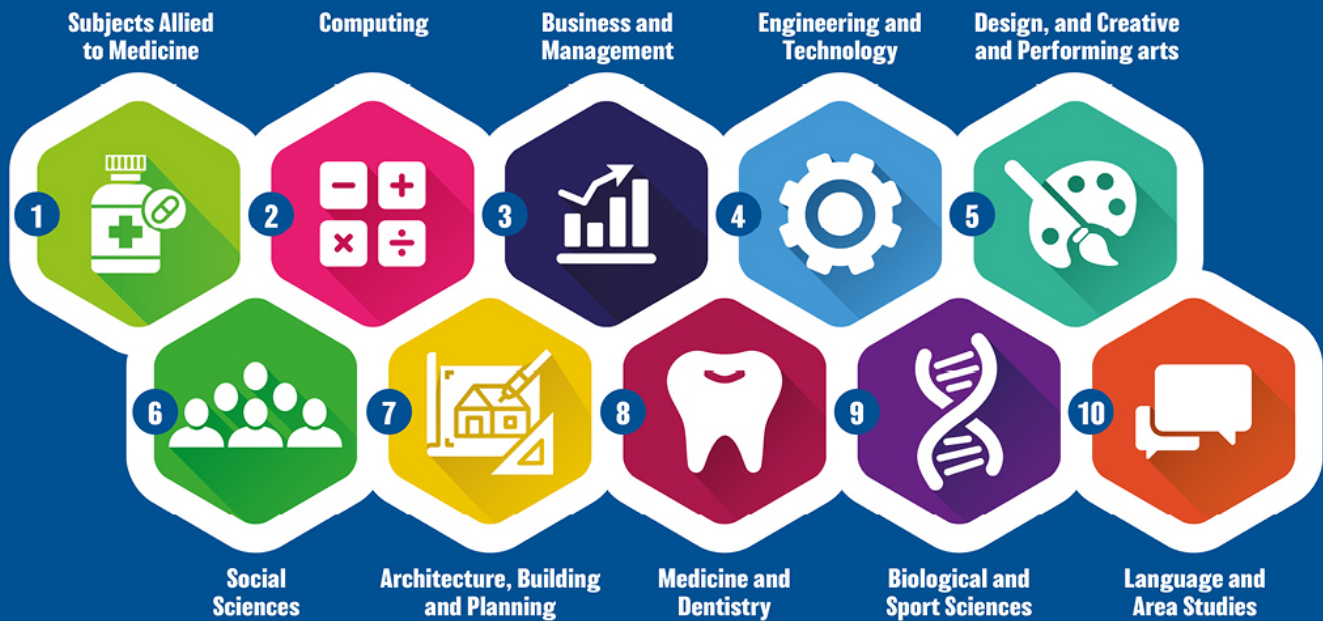 Subjects Allied
to Medicine
Computing
Business and
Management
Engineering and
Technology
Design, and Creative
and Performing arts
1
2
3
4
5
6
7
8
9
10
Social
Sciences
Architecture, Building
and Planning
Medicine and
Dentistry
Biological and
Sport Sciences
Language and
Area Studies